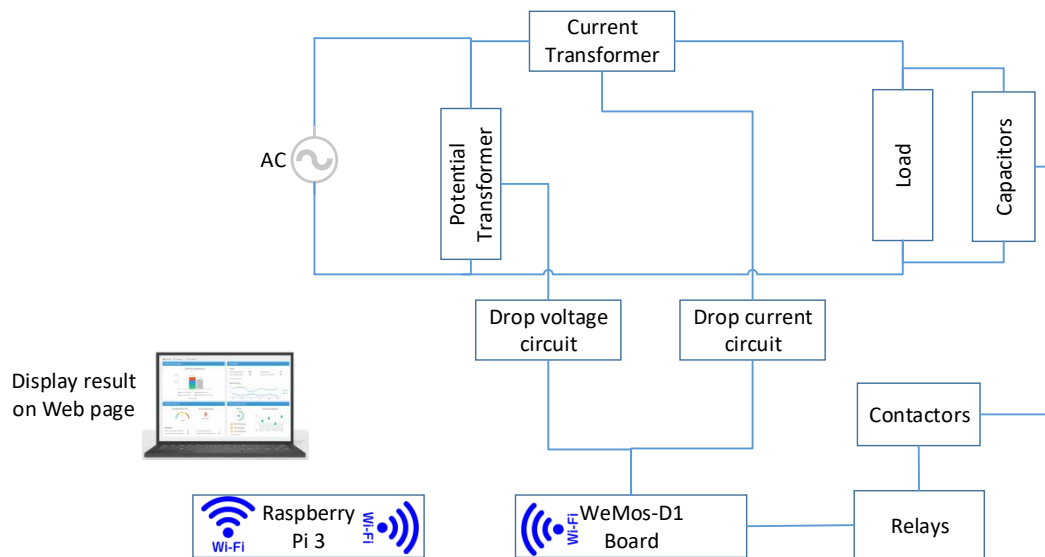 Current
Transformer
AC
Potential
Transformer
Load
Capacitors
Drop voltage
circuit
Drop current
circuit
Display result
on Web page
Contactors
Raspberry
Pi 3
Wi-Fi
Wi-Fi
WeMos-D1
Board
Wi-Fi
Relays